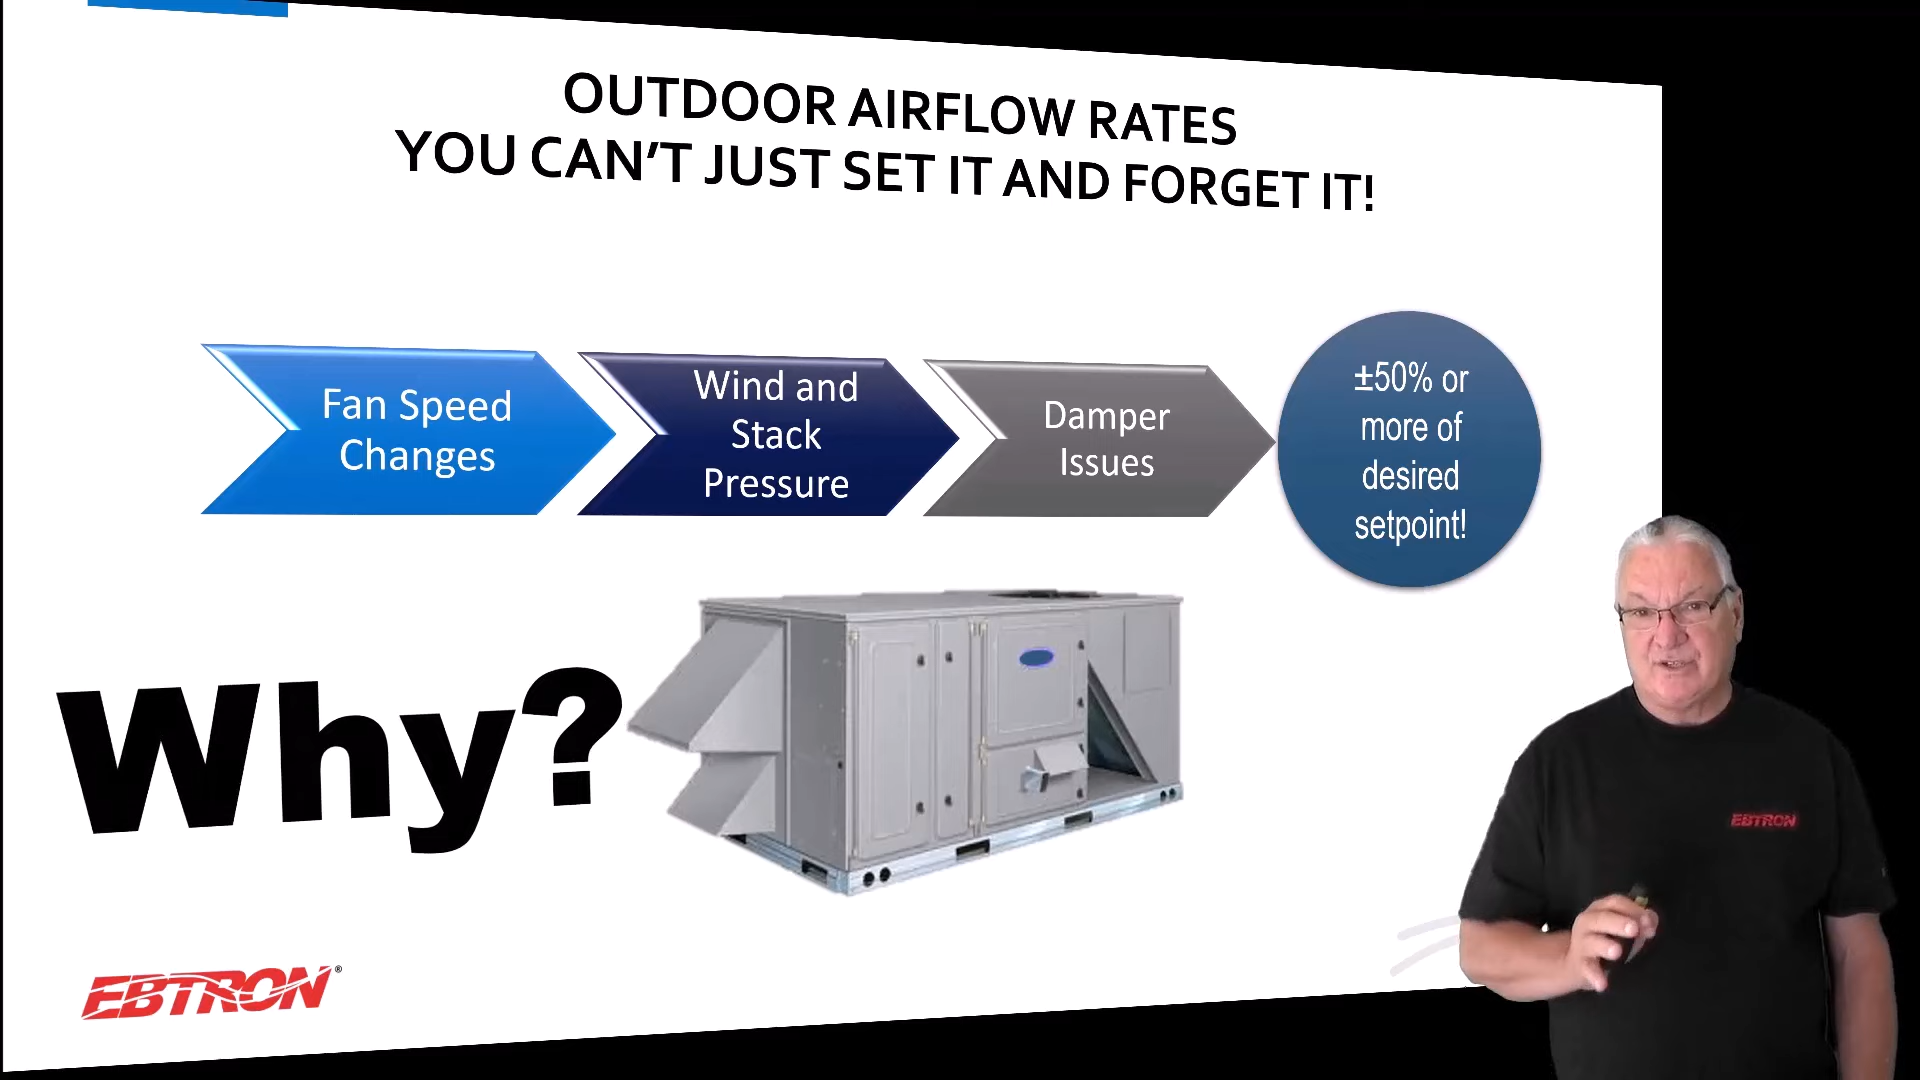 OUTDOOR AIRFLOW RATES
YOU CAN'T JUST SET IT AND FORGET IT!
Fan Speed
Changes
Wind and
Stack
Pressure
Damper
Issues
±50% or
more of
desired
setpoint!
Why?
EBTRON®
EBTRON